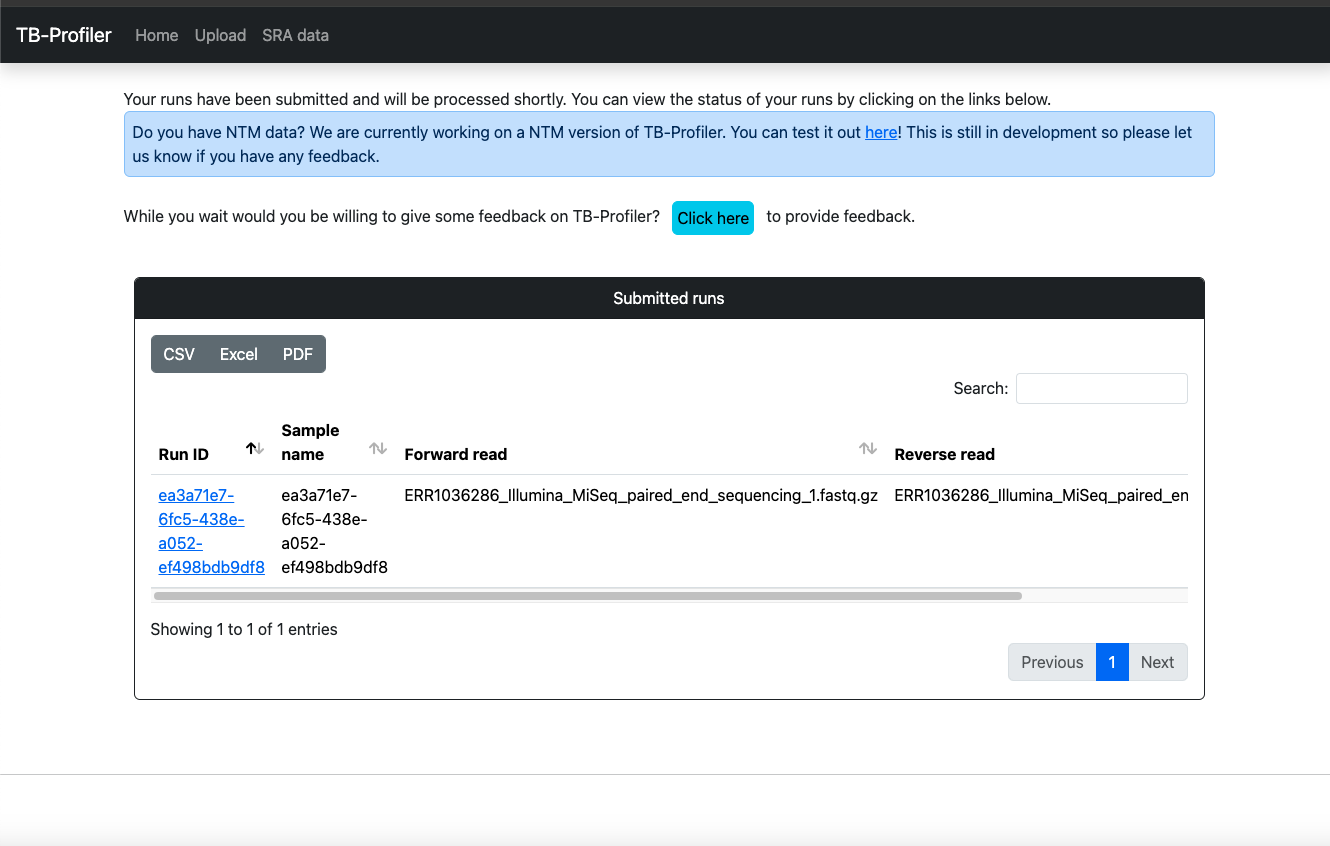 TB-Profiler Home Upload SRA data
Your runs have been submitted and will be processed shortly. You can view the status of your runs by clicking on the links below.
Do you have NTM data? We are currently working on a NTM version of TB-Profiler. You can test it out here! This is still in development so please let
us know if you have any feedback.
While you wait would you be willing to give some feedback on TB-Profiler? Click here to provide feedback.
Submitted runs
CSV Excel PDF
Search:
Sample
Run ID name Forward read Reverse read
ea3a71e7- ea3a71e7- ERR1036286_Illumina_MiSeq_paired_end_sequencing_1.fastq.gz ERR1036286_Illumina_MiSeq_paired_en
6fc5-438e- 6fc5-438e-
a052- a052-
ef498bdb9df8 ef498bdb9df8
Showing 1 to 1 of 1 entries
Previous 1 Next